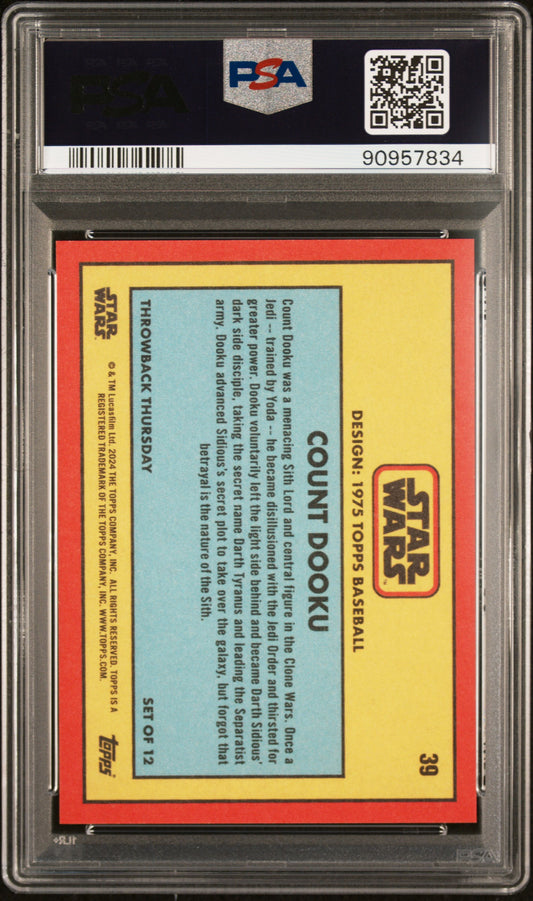 PSA
PSA
90957834
STAR
WARS™
39
DESIGN: 1975 TOPPS BASEBALL
COUNT DOOKU
Count Dooku was a menacing Sith Lord and central figure in the Clone Wars. Once a
Jedi -- trained by Yoda -- he became disillusioned with the Jedi Order and thirsted for
greater power. Dooku voluntarily left the light side behind and became Darth Sidious'
dark side disciple, taking the secret name Darth Tyranus and leading the Separatist
army. Dooku advanced Sidious's secret plot to take over the galaxy, but forgot that
betrayal is the nature of the Sith.
THROWBACK THURSDAY
SET OF 12
STAR
WARS™
© & TM Lucasfilm Ltd. 2024 THE TOPPS COMPANY, INC. ALL RIGHTS RESERVED. TOPPS IS A
REGISTERED TRADEMARK OF THE TOPPS COMPANY, INC. WWW.TOPPS.COM.
topps
PSA